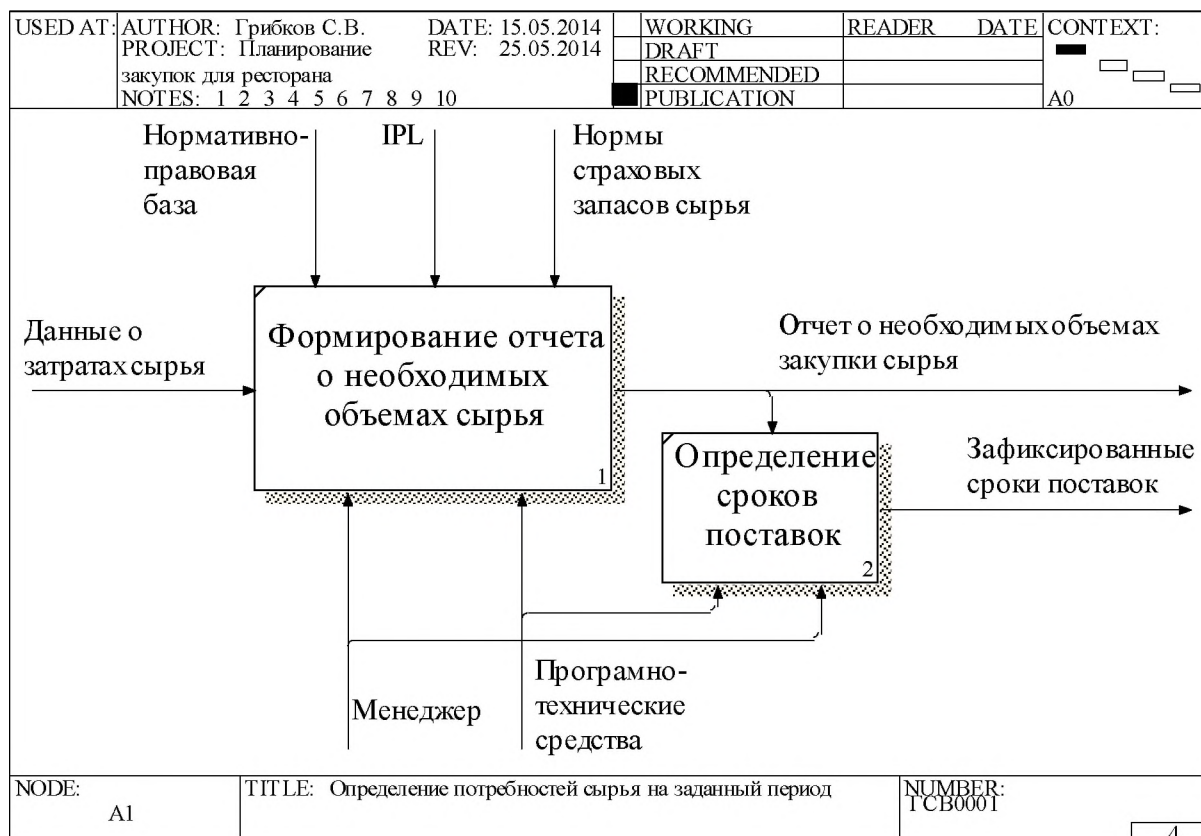 USED AT: AUTHOR: Грибков С.В. DATE: 15.05.2014 WORKING READER DATE CONTEXT:
PROJECT: Планирование REV: 25.05.2014 DRAFT
закупок для ресторана RECOMMENDED
NOTES: 1 2 3 4 5 6 7 8 9 10 PUBLICATION A0
Нормативно-
правовая
база
IPL
Нормы
страховых
запасов сырья
Данные о
затратах сырья
Формирование отчета
о необходимых
объемах сырья
1
Отчет о необходимых объемах
закупки сырья
Определение
сроков
поставок
2
Зафиксированные
сроки поставок
Менеджер
Програмно-
технические
средства
NODE: TITLE: Определение потребностей сырья на заданный период NUMBER:
A1 ГСВ0001
4